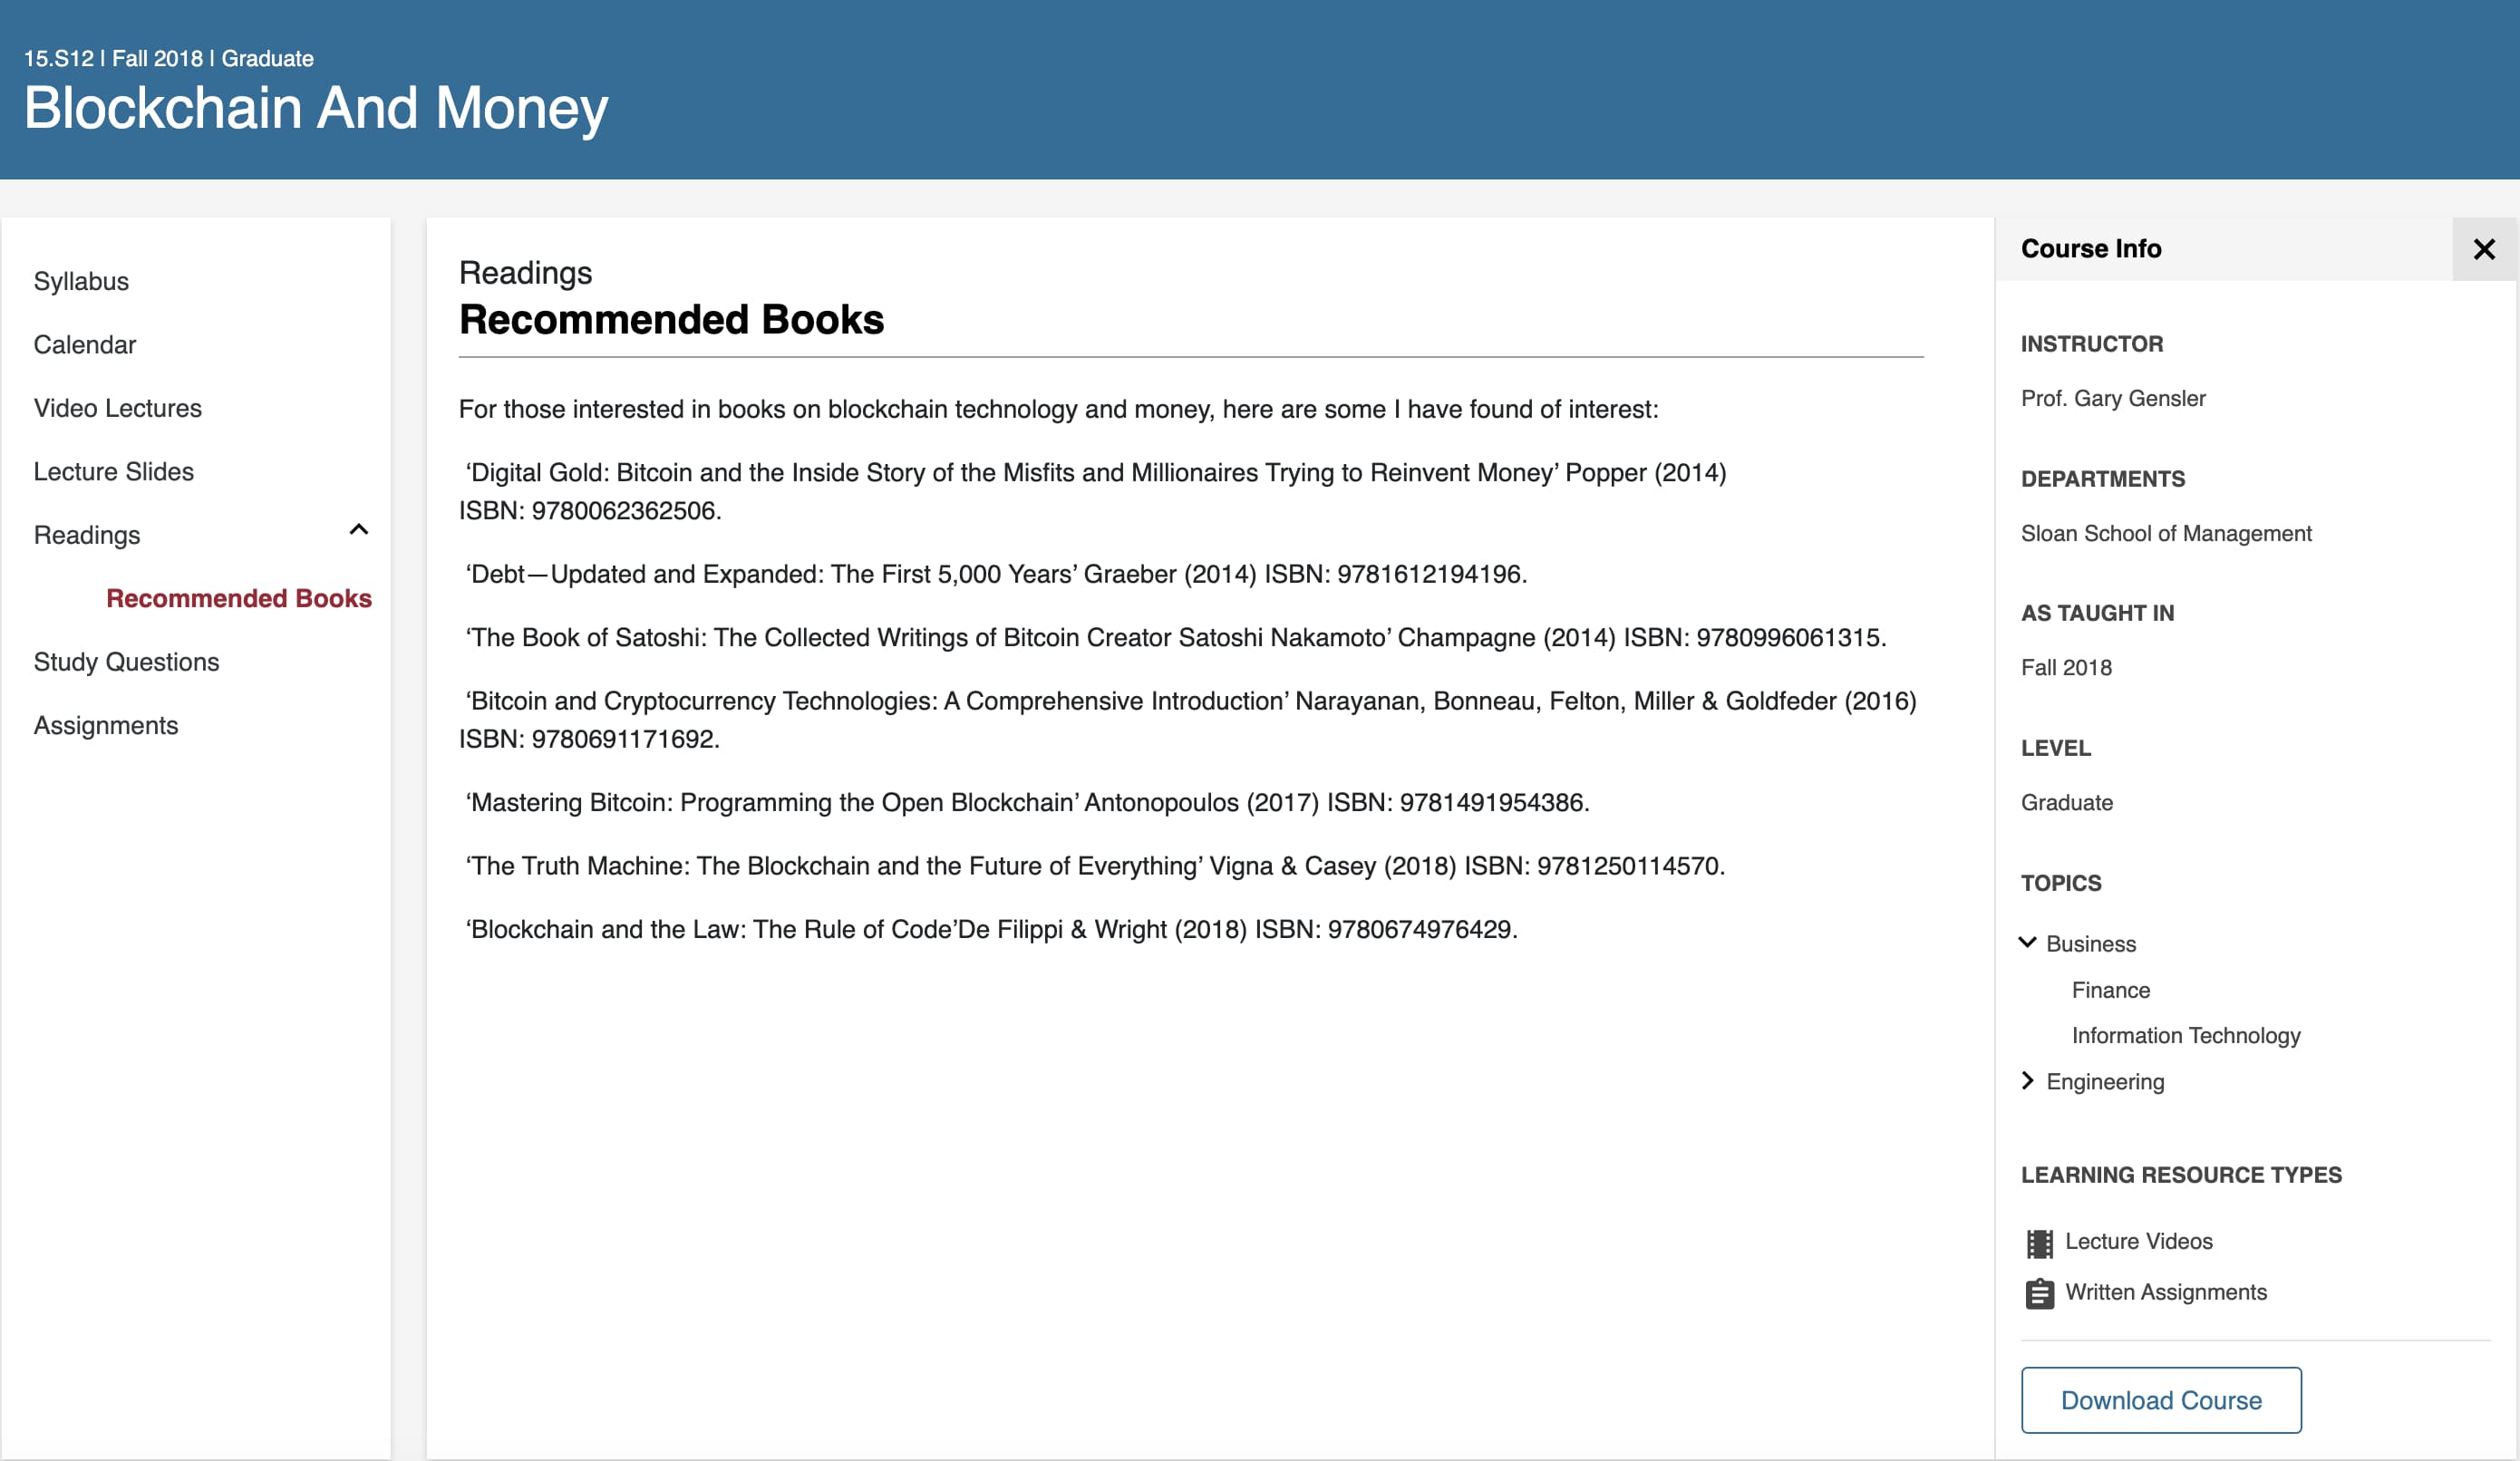 15.S12 | Fall 2018 | Graduate
Blockchain And Money
Syllabus
Calendar
Video Lectures
Lecture Slides
Readings
Recommended Books
Study Questions
Assignments
Readings
Recommended Books
For those interested in books on blockchain technology and money, here are some I have found of interest:
‘Digital Gold: Bitcoin and the Inside Story of the Misfits and Millionaires Trying to Reinvent Money’ Popper (2014)
ISBN: 9780062362506.
‘Debt—Updated and Expanded: The First 5,000 Years’ Graeber (2014) ISBN: 9781612194196.
‘The Book of Satoshi: The Collected Writings of Bitcoin Creator Satoshi Nakamoto’ Champagne (2014) ISBN: 9780996061315.
‘Bitcoin and Cryptocurrency Technologies: A Comprehensive Introduction’ Narayanan, Bonneau, Felton, Miller & Goldfeder (2016)
ISBN: 9780691171692.
‘Mastering Bitcoin: Programming the Open Blockchain’ Antonopoulos (2017) ISBN: 9781491954386.
‘The Truth Machine: The Blockchain and the Future of Everything’ Vigna & Casey (2018) ISBN: 9781250114570.
‘Blockchain and the Law: The Rule of Code’De Filippi & Wright (2018) ISBN: 9780674976429.
Course Info
INSTRUCTOR
Prof. Gary Gensler
DEPARTMENTS
Sloan School of Management
AS TAUGHT IN
Fall 2018
LEVEL
Graduate
TOPICS
Business
Finance
Information Technology
Engineering
LEARNING RESOURCE TYPES
Lecture Videos
Written Assignments
Download Course